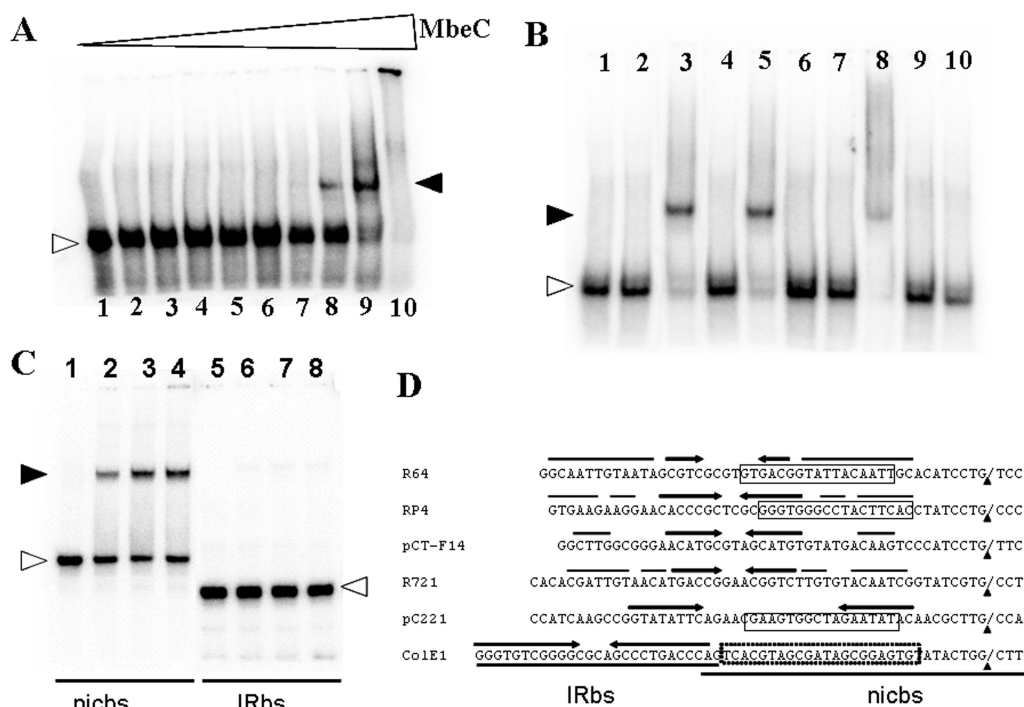 A
MbeC
1 2 3 4 5 6 7 8 9 10
B
1 2 3 4 5 6 7 8 9 10
C
1 2 3 4 5 6 7 8
nicbs IRbs
D
R64 GGCAATTGTAATAGCGTCGCGTGTGACGGTATTACAATTGCACATCCTG/TCC
RP4 GTGAAGAAGGAACACCCGCTCGCGGGTGGGCCTACTTCACCTATCCTG/CCC
pCT-F14 GGCTTGGCGGGAACATGCGTAGCATGTGTATGACAAGTCCCATCCTG/TTC
R721 CACACGATTGTAACATGACCGGAACGGTCTTGTGTACAATCGGTATCGTG/CCT
pC221 CCATCAAGCCGGTATATTCAGAACGAAGTGGCTAGAATATACAACGCTTG/CCA
ColE1 GGGTGTCGGGGCGCAGCCCTGACCCAGTCACGTAGCGATAGCGGAGTGTATACTGG/CTT
IRbs nicbs